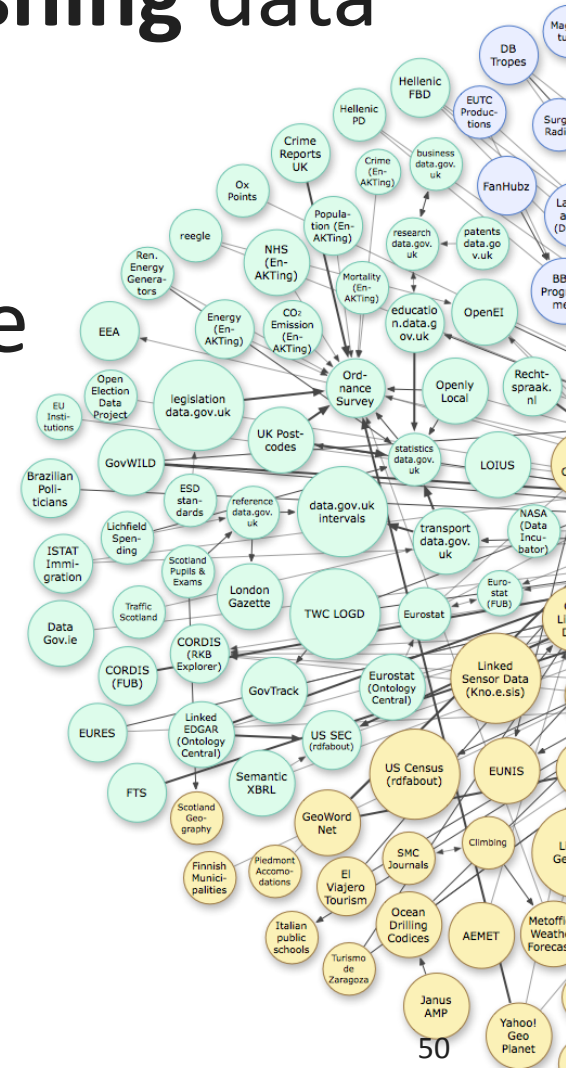 shing data
e
DB
Tropes
Hellenic
FBD
EUTC
Produc-
tions
Hellenic
PD
Crime
Reports
UK
Crime
(En-
AKTing)
business
data.gov.
uk
FanHubz
Ox
Points
Popula-
tion (En-
AKTing)
reegle
research
data.gov.
uk
patents
data.go
v.uk
NHS
(En-
AKTing)
Ren.
Energy
Genera-
tors
Mortality
(En-
AKTing)
EEA
Energy
(En-
AKTing)
CO2
Emission
(En-
AKTing)
educatio
n.data.g
ov.uk
OpenEI
Open
Election
Data
Project
legislation
data.gov.uk
Ord-
nance
Survey
Openly
Local
Recht-
spraak.
nl
EU
Insti-
tutions
UK Post-
codes
statistics
data.gov.
uk
LOIUS
GovWILD
Brazilian
Poli-
ticians
ESD
stan-
dards
reference
data.gov.
uk
data.gov.uk
intervals
NASA
(Data
Incu-
bator)
Lichfield
Spen-
ding
transport
data.gov.
uk
ISTAT
Immi-
gration
Scotland
Pupils &
Exams
London
Gazette
TWC LOGD
Eurostat
Euro-
stat
(FUB)
Traffic
Scotland
Data
Gov.ie
CORDIS
(RKB
Explorer)
CORDIS
(FUB)
GovTrack
Eurostat
(Ontology
Central)
Linked
Sensor Data
(Kno.e.sis)
EURES
Linked
EDGAR
(Ontology
Central)
US SEC
(rdfabout)
FTS
Semantic
XBRL
US Census
(rdfabout)
EUNIS
Scotland
Geo-
graphy
GeoWord
Net
Climbing
Finnish
Munici-
palities
Piedmont
Accomo-
dations
El
Viajero
Tourism
SMC
Journals
Italian
public
schools
Ocean
Drilling
Codices
AEMET
Turismo
de
Zaragoza
Janus
AMP
Yahoo!
Geo
Planet
50